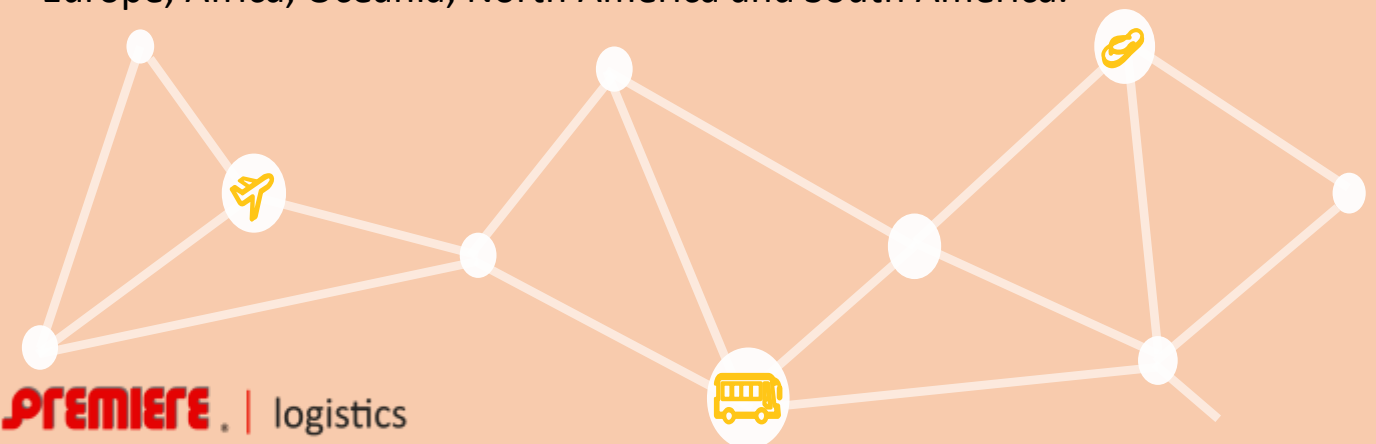 Europe, Africa, Oceania, North America and South America.
PREMIERE. | logistics